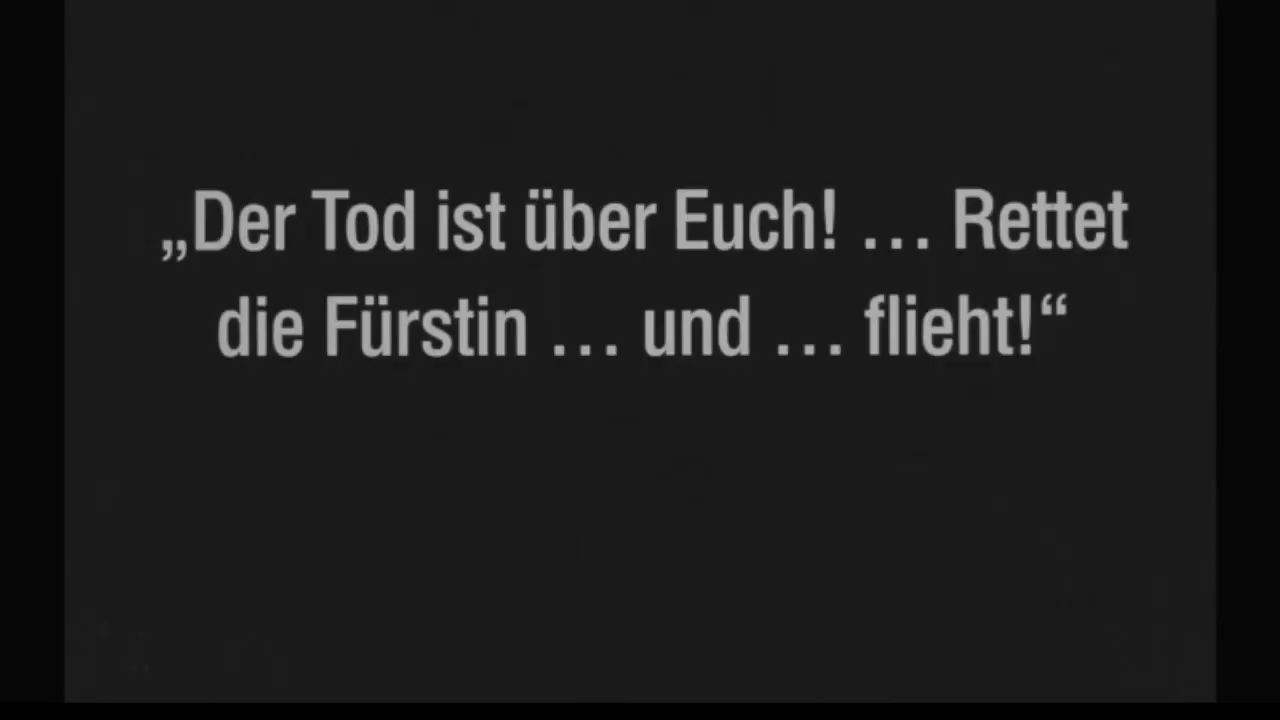 „Der Tod ist über Euch! ... Rettet
die Fürstin ... und ... flieht!“